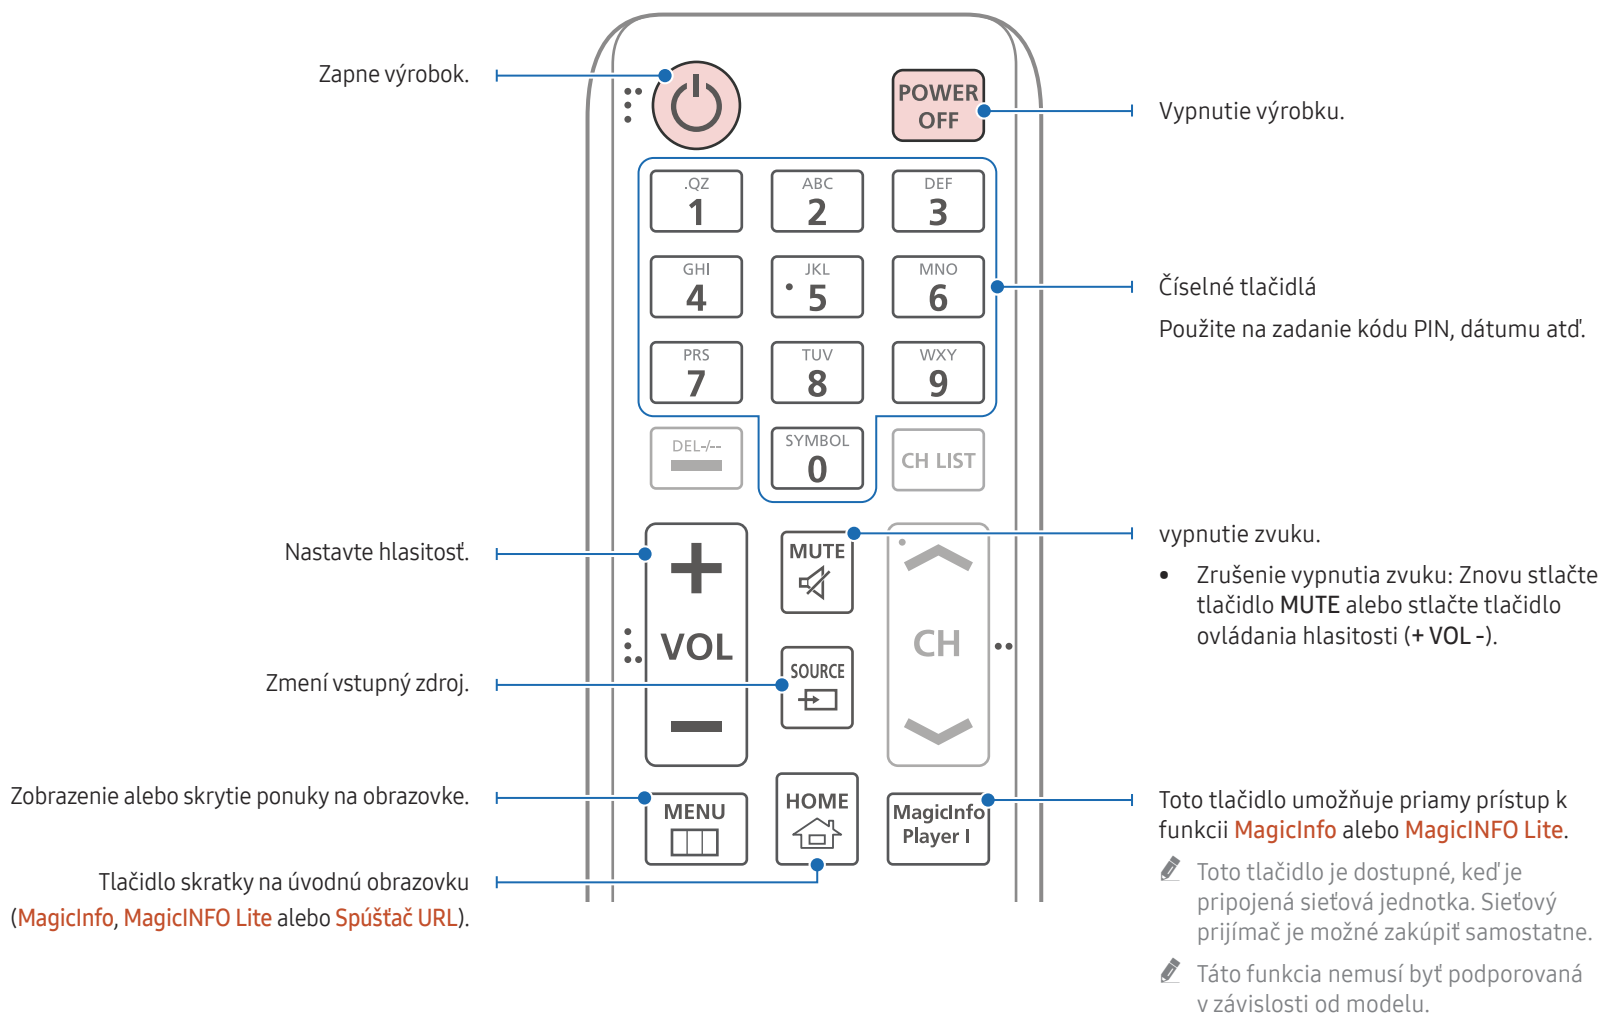 Zapne výrobok.
POWER
OFF
Vypnutie výrobku.
.QZ
1
ABC
2
DEF
3
GHI
4
JKL
5
MNO
6
Číselné tlačidlá
Použite na zadanie kódu PIN, dátumu atď.
PRS
7
TUV
8
WXY
9
DEL-/--
SYMBOL
0
CH LIST
Nastavte hlasitosť.
+
VOL
MUTE
CH
vypnutie zvuku.
• Zrušenie vypnutia zvuku: Znovu stlačte
tlačidlo MUTE alebo stlačte tlačidlo
ovládania hlasitosti (+ VOL -).
Zmení vstupný zdroj.
SOURCE
Zobrazenie alebo skrytie ponuky na obrazovke.
MENU
HOME
MagicInfo
Player I
Tlačidlo skratky na úvodnú obrazovku
(MagicInfo, MagicINFO Lite alebo Spúšťač URL).
Toto tlačidlo umožňuje priamy prístup k
funkcii MagicInfo alebo MagicINFO Lite.
Toto tlačidlo je dostupné, keď je
pripojená sieťová jednotka. Sieťový
prijímač je možné zakúpiť samostatne.
Táto funkcia nemusí byť podporovaná
v závislosti od modelu.